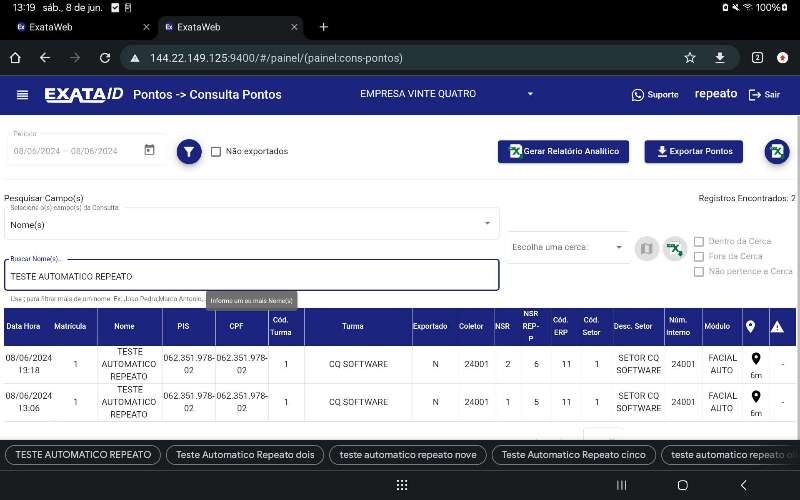 13:19 sáb., 8 de jun. 100%
Ex ExataWeb Ex ExataWeb
144.22.149.125:9400/#/painel/(painel:cons-pontos) 2
EXATA ID Pontos -> Consulta Pontos EMPRESA VINTE QUATRO Suporte repeato Sair
Período
08/06/2024 – 08/06/2024 Não exportados Gerar Relatório Analítico Exportar Pontos
Pesquisar Campo(s) Registros Encontrados: 2
Selecione o(s) campo(s) da Consulta
Nome(s)
Escolha uma cerca: Dentro da Cerca
Fora da Cerca
Não pertence a Cerca
Buscar Nome(s)...
TESTE AUTOMATICO REPEATO
Use ; para filtrar mais de um nome. Ex: João Pedro;Marco Antonio,
Informe um ou mais Nome(s)
Data Hora Matrícula Nome PIS CPF Cód. Turma Turma Exportado Coletor NSR NSR REP-P Cód. ERP Cód. Setor Desc. Setor Núm. Interno Módulo
08/06/2024 13:18 1 TESTE AUTOMATICO REPEATO 062.351.978-02 062.351.978-02 1 CQ SOFTWARE N 24001 2 6 11 1 SETOR CQ SOFTWARE 24001 FACIAL AUTO 6m -
08/06/2024 13:06 1 TESTE AUTOMATICO REPEATO 062.351.978-02 062.351.978-02 1 CQ SOFTWARE N 24001 1 5 11 1 SETOR CQ SOFTWARE 24001 FACIAL AUTO 6m -
TESTE AUTOMATICO REPEATO Teste Automatico Repeato dois teste automatico repeato nove Teste Automatico Repeato cinco teste automatico repeato